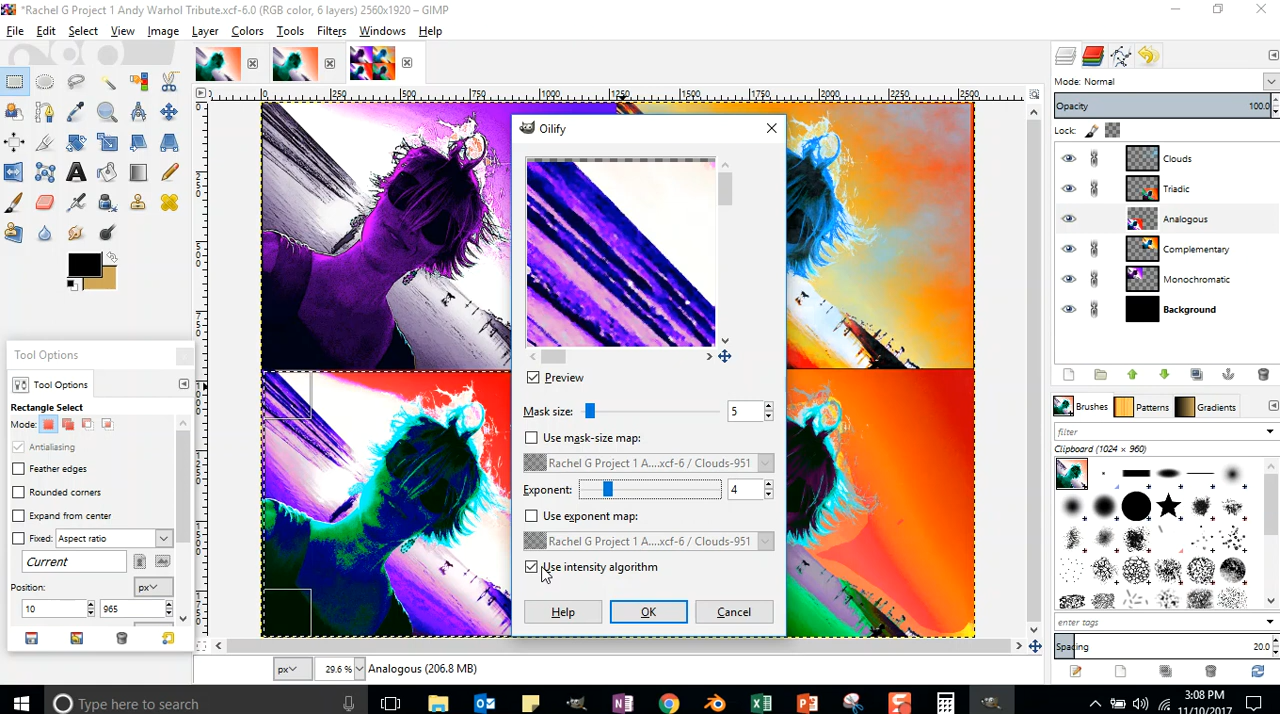 *Rachel G Project 1 Andy Warhol Tribute.xcf-6.0 (RGB color, 6 layers) 2560x1920 – GIMP
File Edit Select View Image Layer Colors Tools Filters Windows Help
Mode: Normal
Opacity 100.0
Lock:
Clouds
Triadic
Analogous
Complementary
Monochromatic
Background
0 250 500 750 1000 1250 1500 1750 2000 2250 2500
Oilify
Preview
Mask size: 5
Use mask-size map:
Rachel G Project 1 A....xcf-6 / Clouds-951
Exponent: 4
Use exponent map:
Rachel G Project 1 A....xcf-6 / Clouds-951
Use intensity algorithm
Help OK Cancel
Tool Options
Tool Options
Rectangle Select
Mode:
Antialiasing
Feather edges
Rounded corners
Expand from center
Fixed: Aspect ratio
Current
Position: px
10 965
Brushes Patterns Gradients
filter
Clipboard (1024 × 960)
enter tags
Spacing 20.0
px 29.6 % Analogous (206.8 MB)
Type here to search
3:08 PM
11/10/2017